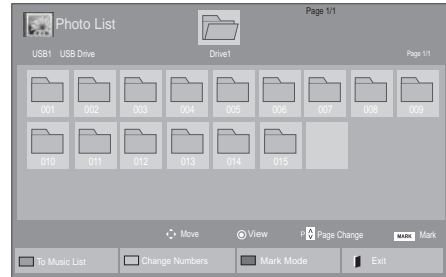 Page 1/1
Photo List
USB1 USB Drive
Drive1
Page 1/1
001 002 003 004 005 006 007 008 009
010 011 012 013 014 015
Move View P Page Change MARK Mark
To Music List Change Numbers Mark Mode Exit